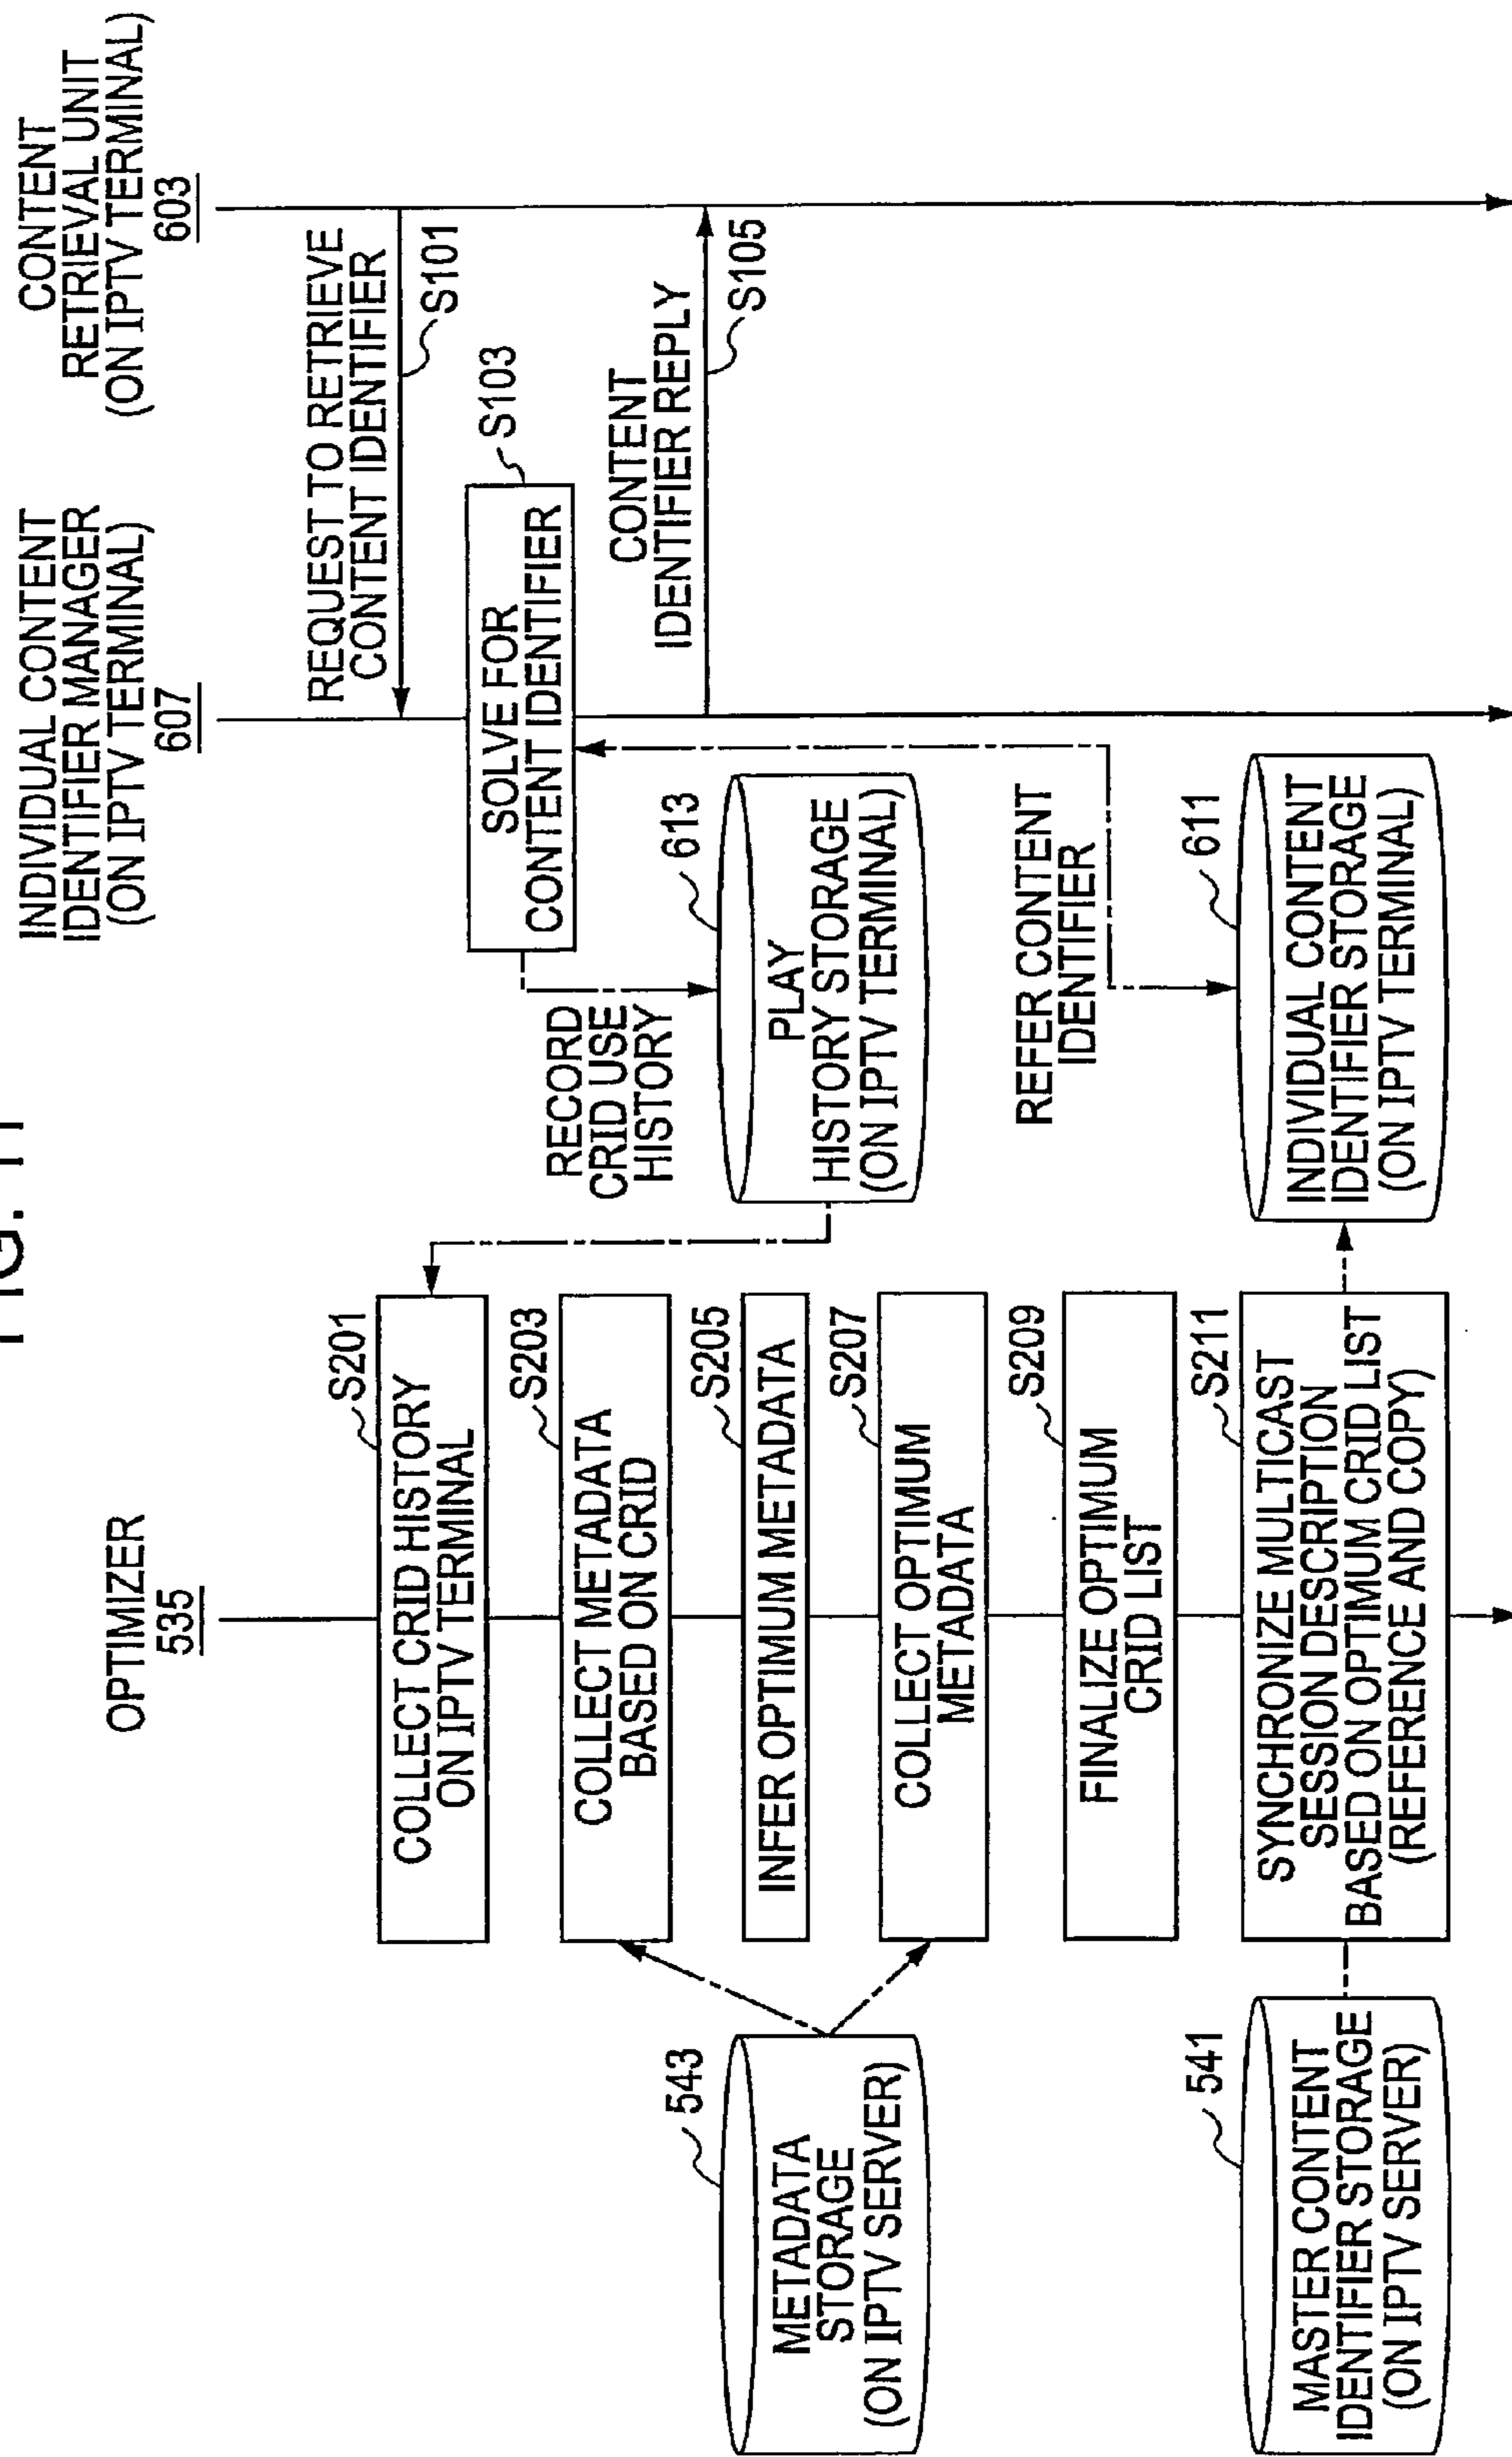 FIG. 11
OPTIMIZER
535
INDIVIDUAL CONTENT
IDENTIFIER MANAGER
(ON IPTV TERMINAL)
607
CONTENT
RETRIEVAL UNIT
(ON IPTV TERMINAL)
603
REQUEST TO RETRIEVE
CONTENT IDENTIFIER
S101
SOLVE FOR
CONTENT IDENTIFIER
S103
CONTENT
IDENTIFIER REPLY
S105
RECORD
CRID USE
HISTORY
PLAY
HISTORY STORAGE
(ON IPTV TERMINAL)
613
REFER CONTENT
IDENTIFIER
INDIVIDUAL CONTENT
IDENTIFIER STORAGE
(ON IPTV TERMINAL)
611
COLLECT CRID HISTORY
ON IPTV TERMINAL
S201
COLLECT METADATA
BASED ON CRID
S203
INFER OPTIMUM METADATA
S205
COLLECT OPTIMUM
METADATA
S207
FINALIZE OPTIMUM
CRID LIST
S209
SYNCHRONIZE MULTICAST
SESSION DESCRIPTION
BASED ON OPTIMUM CRID LIST
(REFERENCE AND COPY)
S211
METADATA
STORAGE
(ON IPTV SERVER)
543
MASTER CONTENT
IDENTIFIER STORAGE
(ON IPTV SERVER)
541